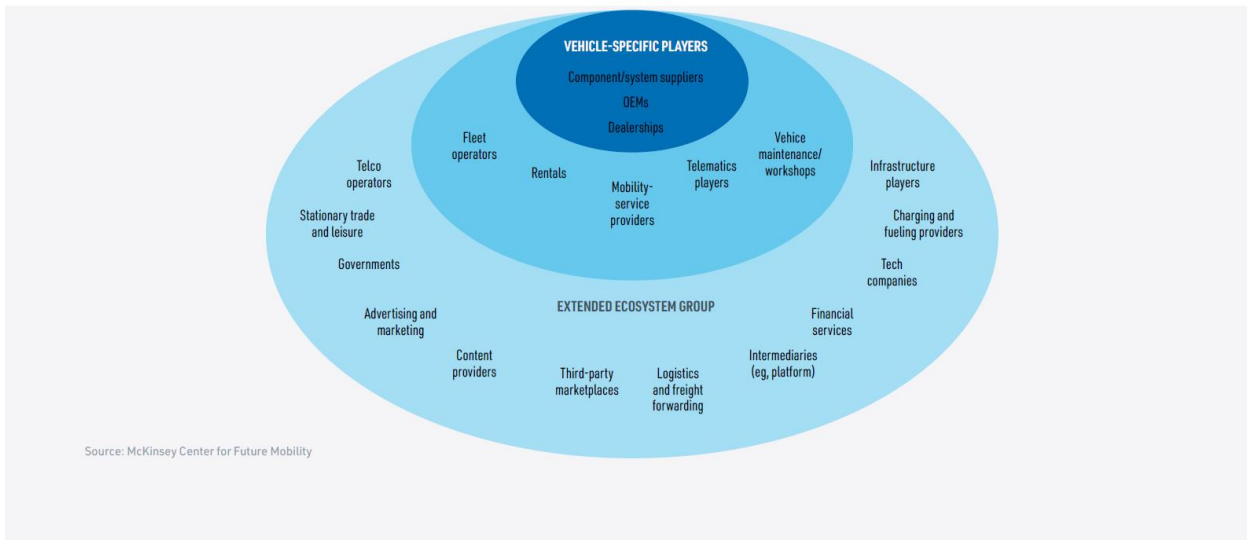 VEHICLE-SPECIFIC PLAYERS
Component/system suppliers
OEMs
Dealerships
Fleet
operators
Rentals
Mobility-
service
providers
Telematics
players
Vehice
maintenance/
workshops
Telco
operators
Stationary trade
and leisure
Governments
Advertising and
marketing
Content
providers
Third-party
marketplaces
Logistics
and freight
forwarding
Intermediaries
(eg, platform)
Financial
services
Tech
companies
Charging and
fueling providers
Infrastructure
players
EXTENDED ECOSYSTEM GROUP
Source: McKinsey Center for Future Mobility